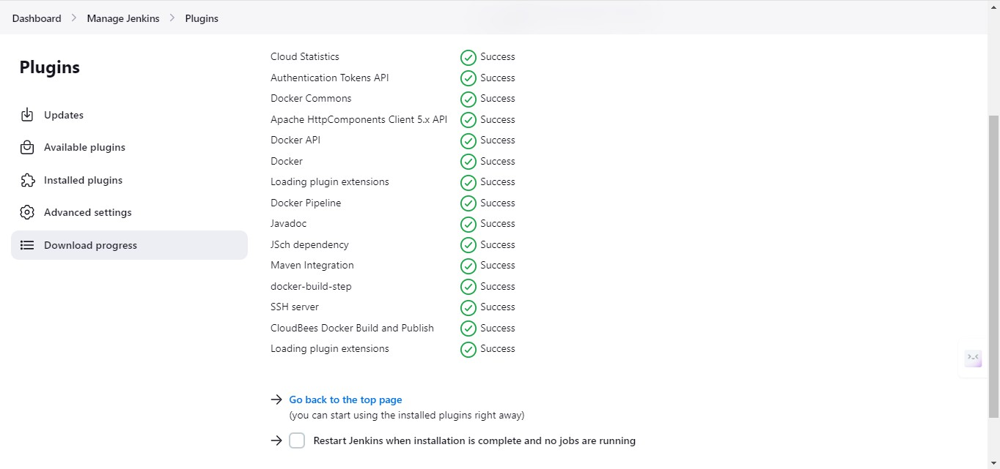 Dashboard > Manage Jenkins > Plugins
Plugins
Updates
Available plugins
Installed plugins
Advanced settings
Download progress
Cloud Statistics Success
Authentication Tokens API Success
Docker Commons Success
Apache HttpComponents Client 5.x API Success
Docker API Success
Docker Success
Loading plugin extensions Success
Docker Pipeline Success
Javadoc Success
JSch dependency Success
Maven Integration Success
docker-build-step Success
SSH server Success
CloudBees Docker Build and Publish Success
Loading plugin extensions Success
→ Go back to the top page
(you can start using the installed plugins right away)
→ Restart Jenkins when installation is complete and no jobs are running